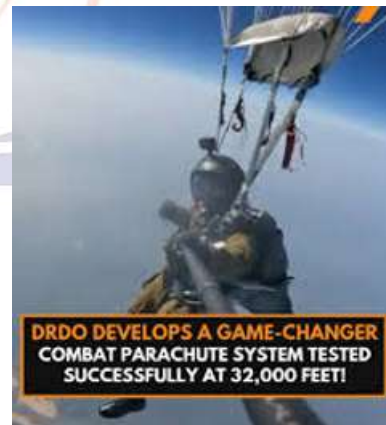 DRDO DEVELOPS A GAME-CHANGER
COMBAT PARACHUTE SYSTEM TESTED
SUCCESSFULLY AT 32,000 FEET!